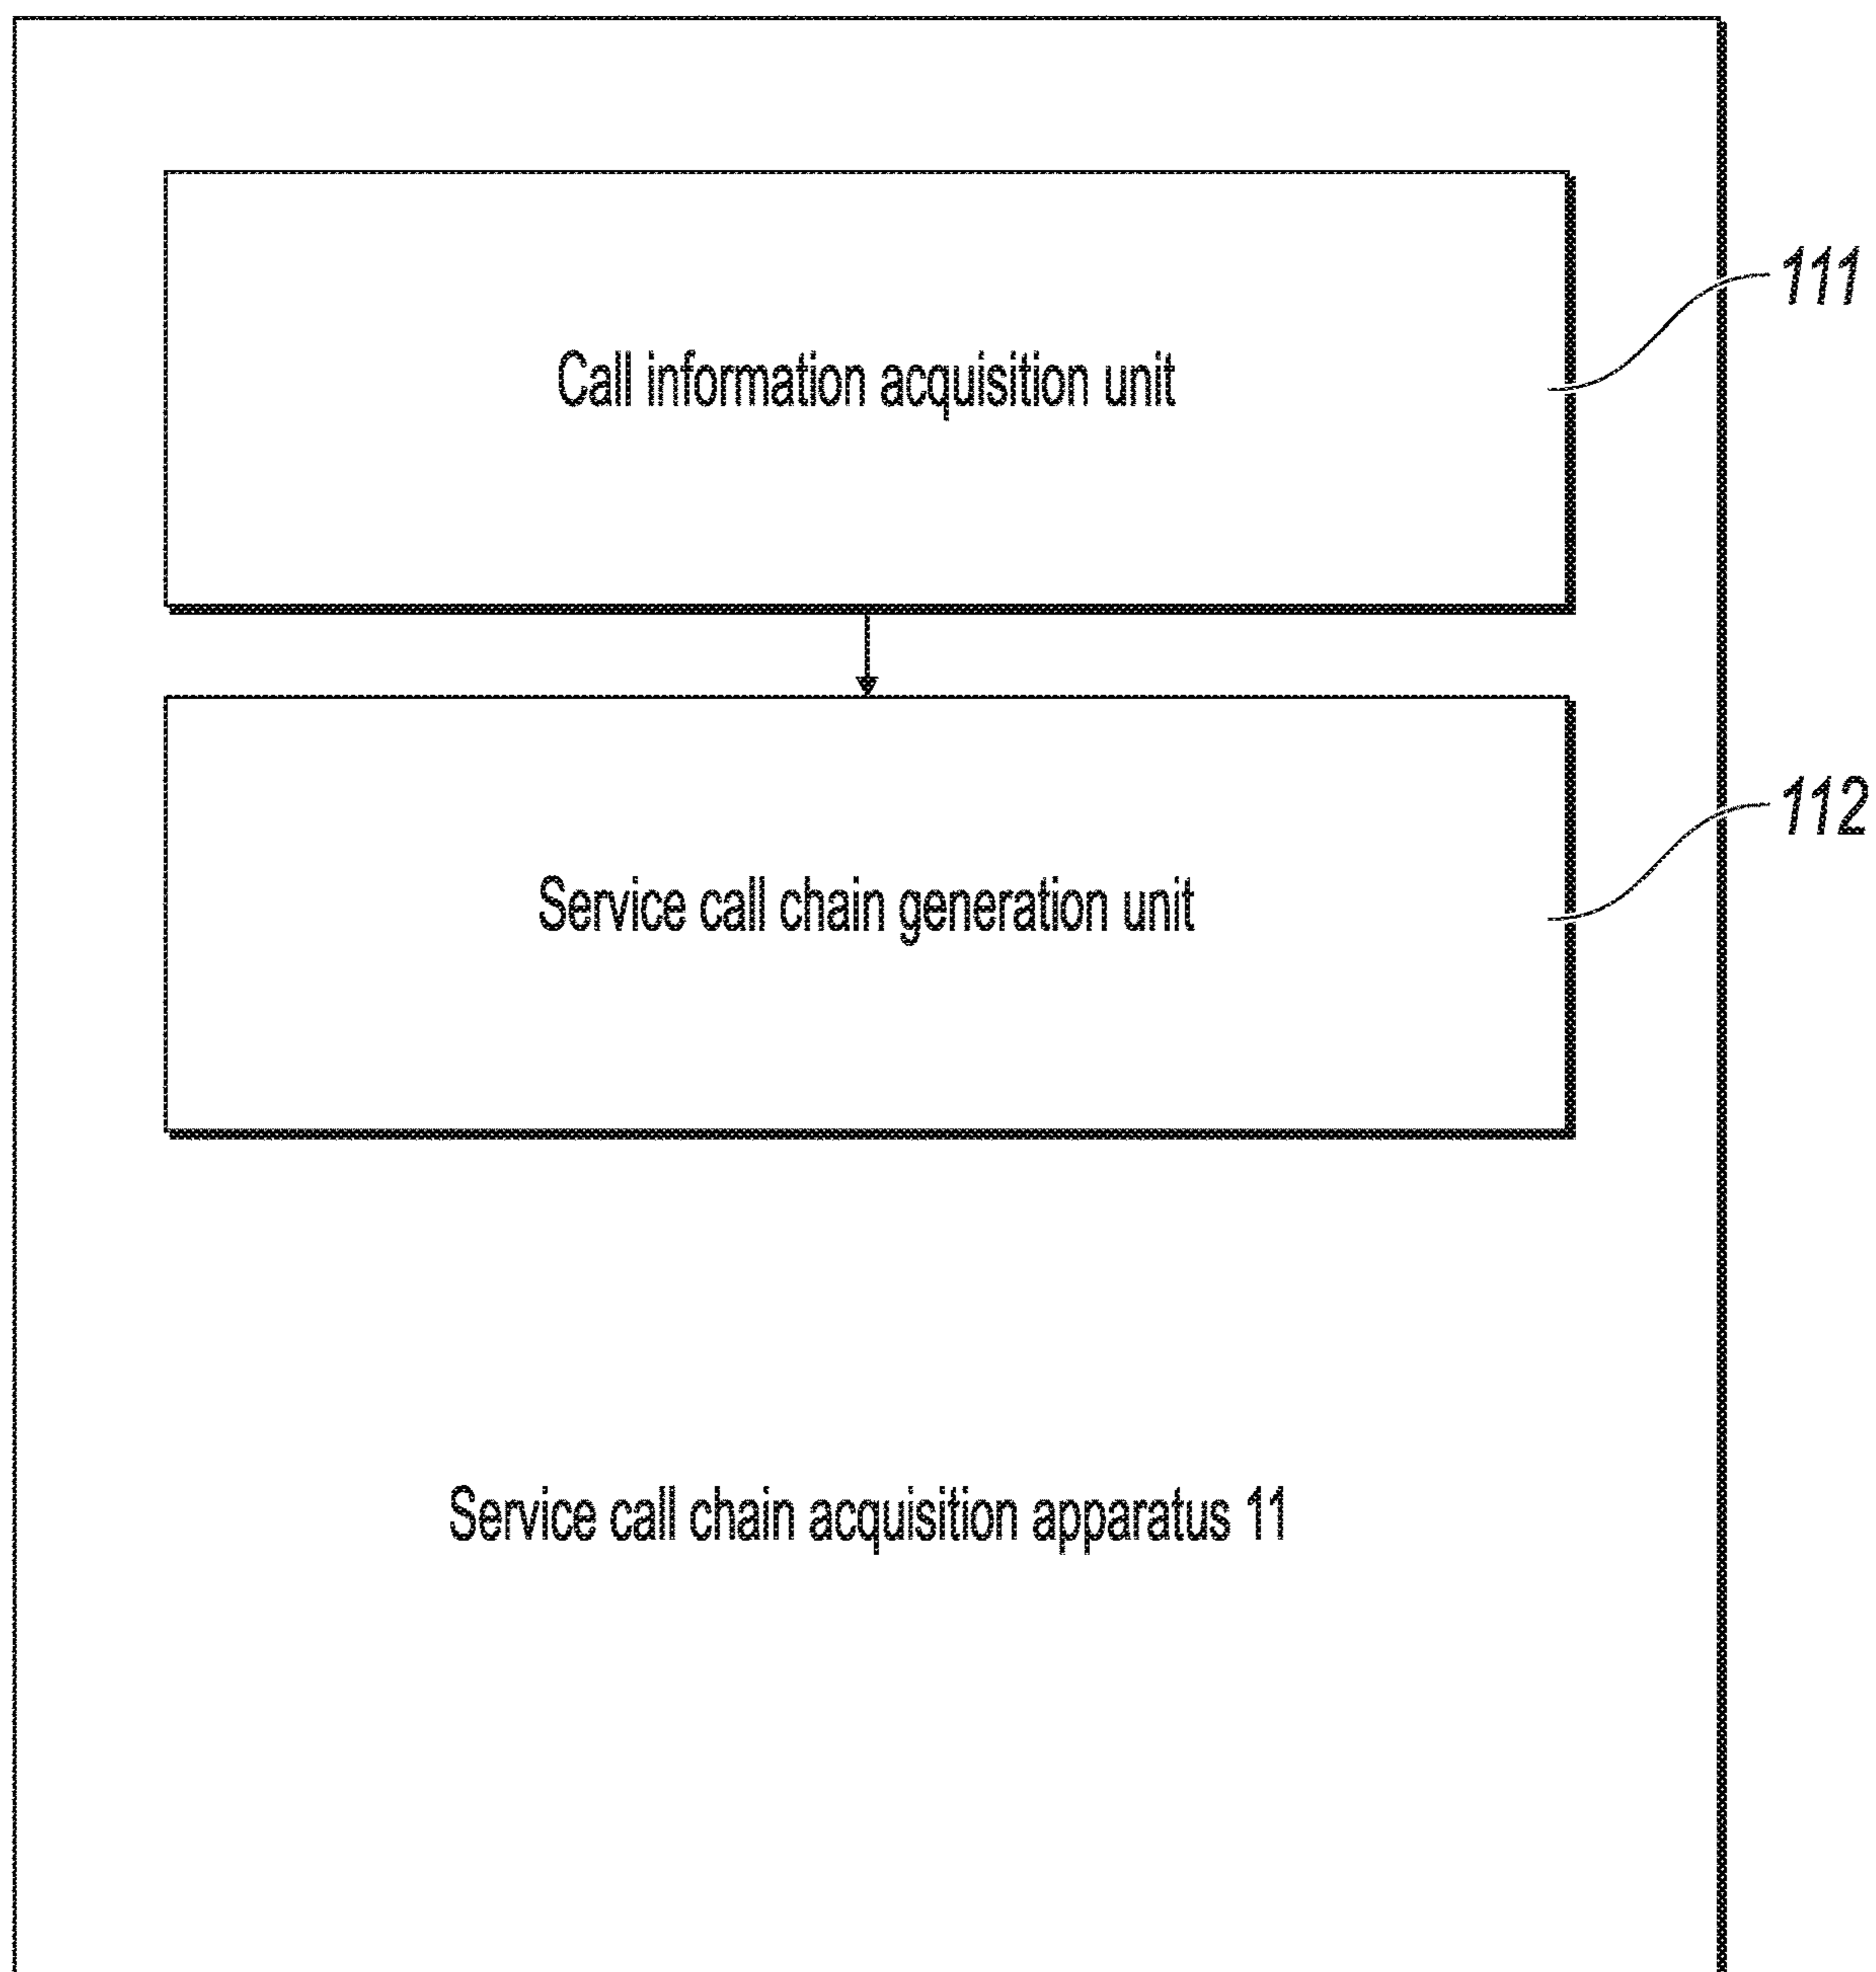 Call information acquisition unit
111
Service call chain generation unit
112
Service call chain acquisition apparatus 11